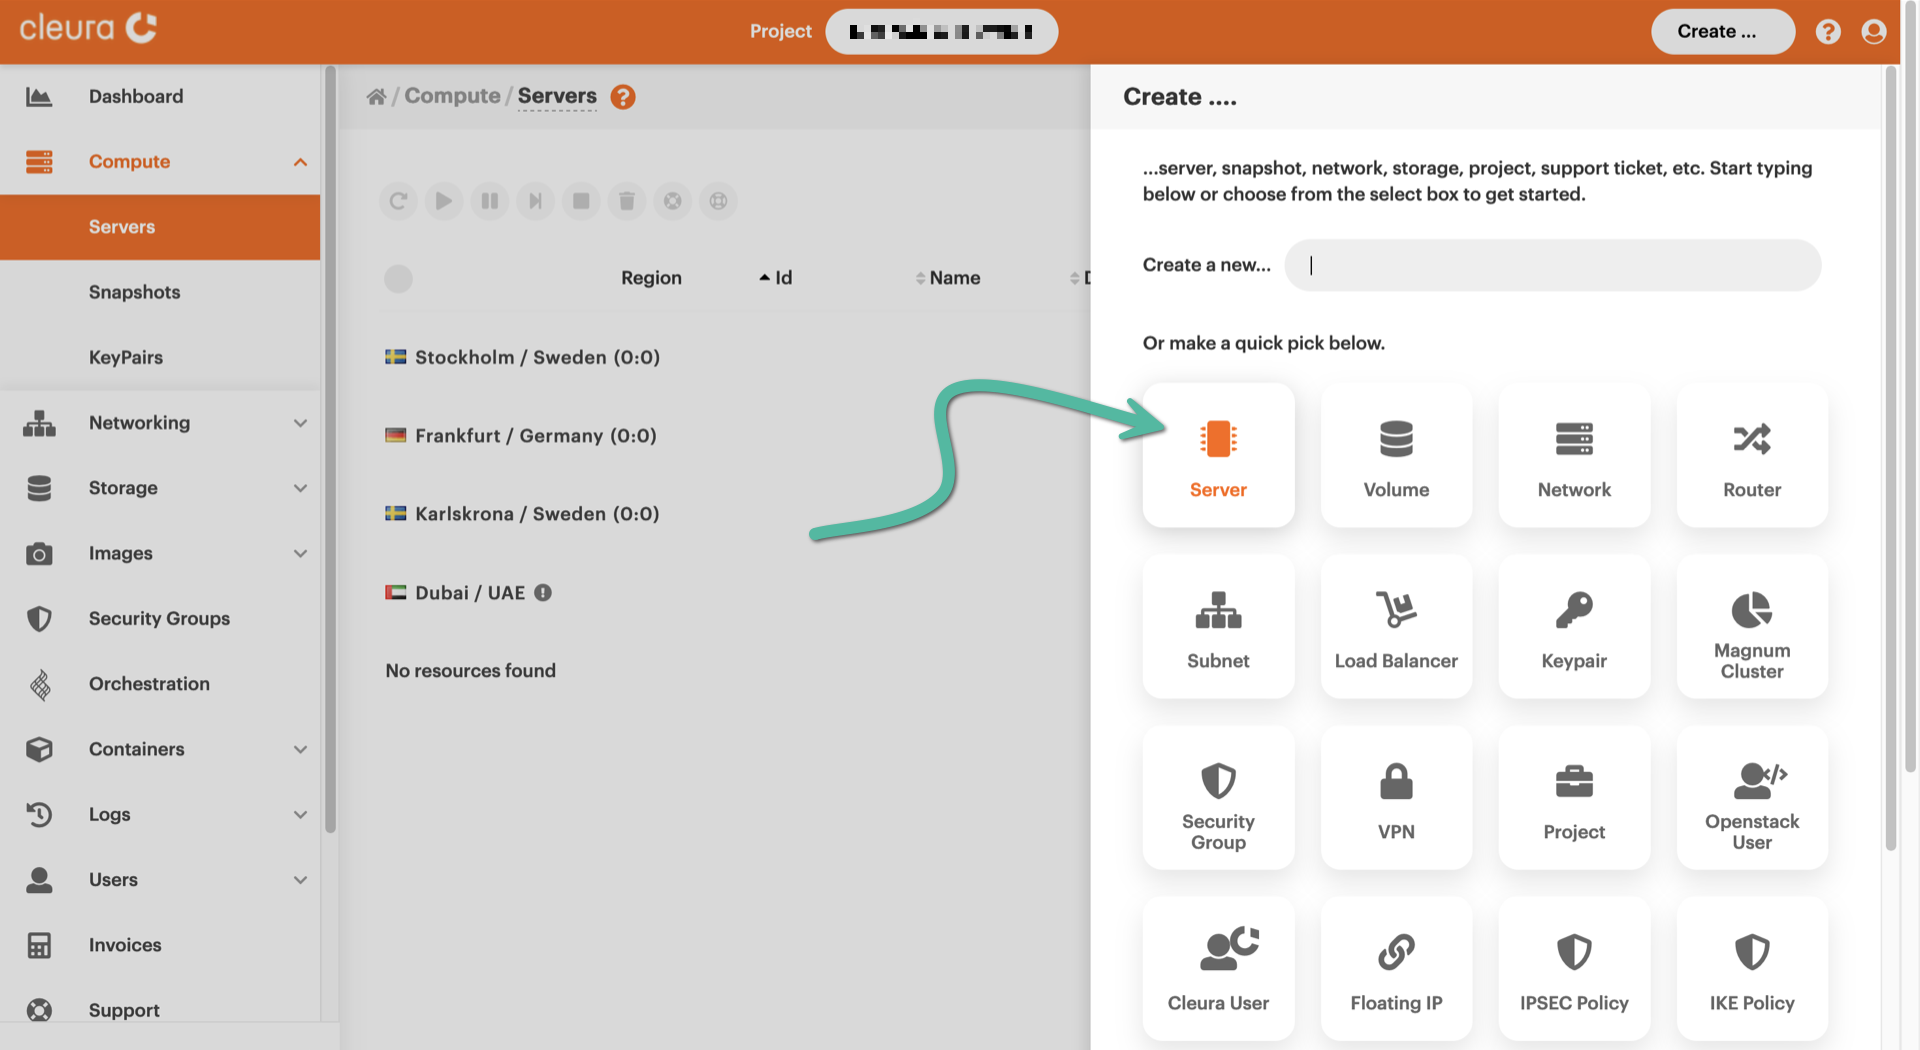 cleura
Project
Create ...
Dashboard
Compute
Servers
Snapshots
KeyPairs
Networking
Storage
Images
Security Groups
Orchestration
Containers
Logs
Users
Invoices
Support
/ Compute / Servers
Region Id Name D
Stockholm / Sweden (0:0)
Frankfurt / Germany (0:0)
Karlskrona / Sweden (0:0)
Dubai / UAE
No resources found
Create ....
...server, snapshot, network, storage, project, support ticket, etc. Start typing
below or choose from the select box to get started.
Create a new...
Or make a quick pick below.
Server
Volume
Network
Router
Subnet
Load Balancer
Keypair
Magnum
Cluster
Security
Group
VPN
Project
Openstack
User
Cleura User
Floating IP
IPSEC Policy
IKE Policy